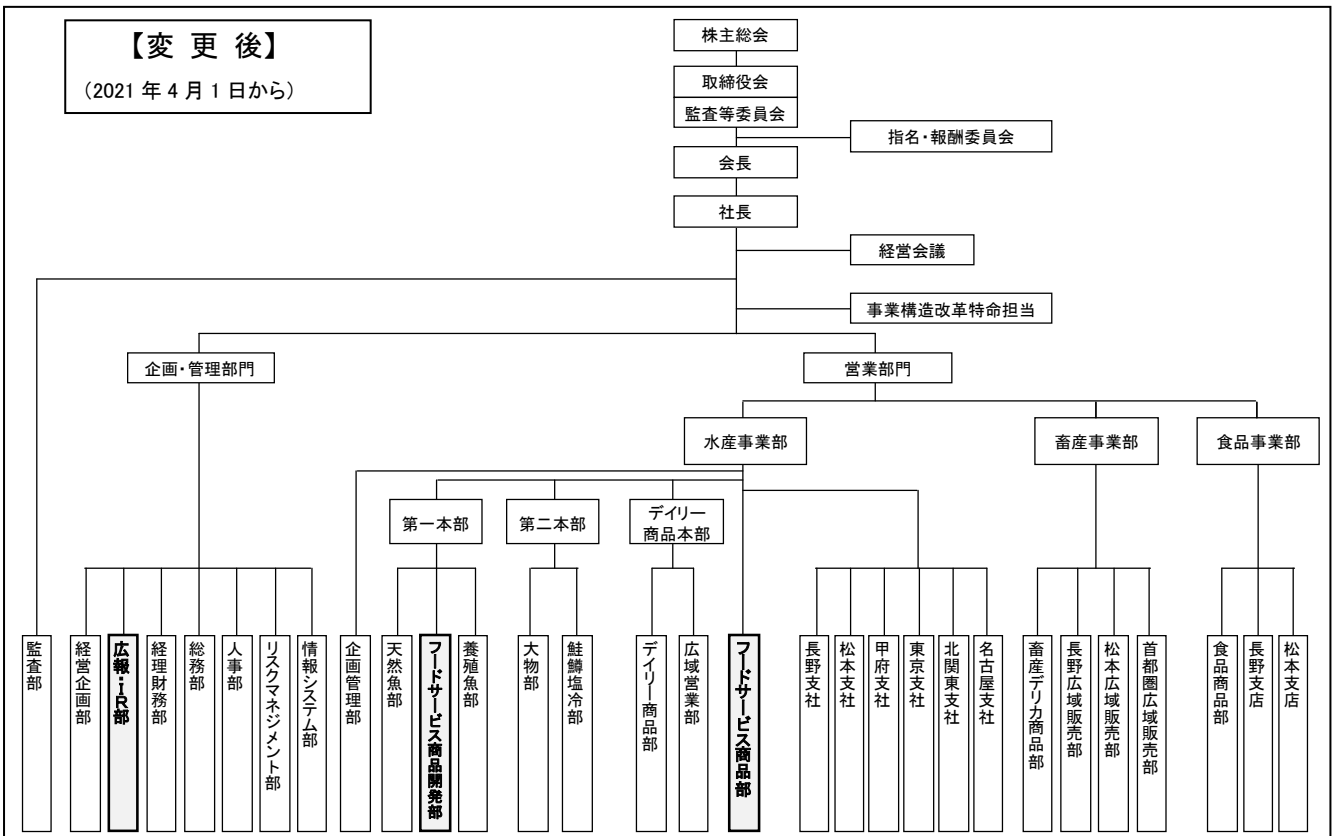 【変 更 後】
（2021 年 4 月 1 日から）
株主総会
取締役会
監査等委員会
指名・報酬委員会
会長
社長
経営会議
事業構造改革特命担当
企画・管理部門
営業部門
水産事業部
畜産事業部
食品事業部
第一本部
第二本部
デイリー
商品本部
監査部
経営企画部
広報・IR部
経理財務部
総務部
人事部
リスクマネジメント部
情報システム部
企画管理部
天然魚部
フードサービス商品開発部
養殖魚部
大物部
鮭鱒塩冷部
デイリー商品部
広域営業部
フードサービス商品部
長野支社
松本支社
甲府支社
東京支社
北関東支社
名古屋支社
畜産デリカ商品部
長野広域販売部
松本広域販売部
首都圏広域販売部
食品商品部
長野支店
松本支店